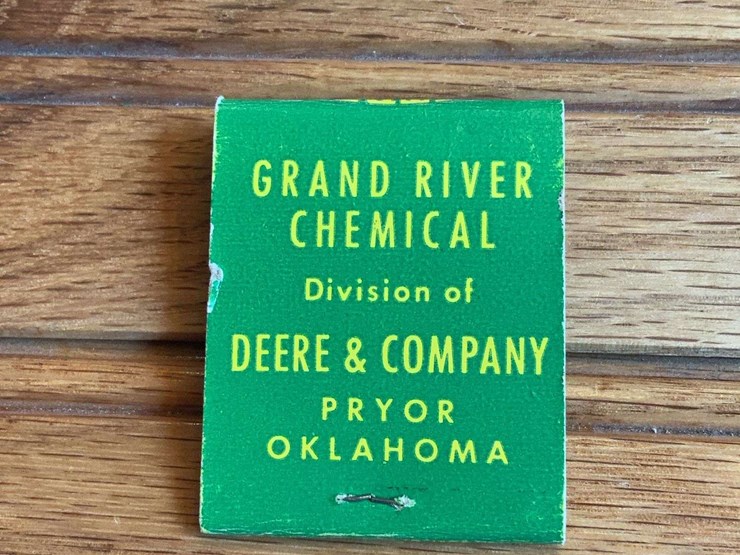 GRAND RIVER
CHEMICAL
Division of
DEERE & COMPANY
PRYOR
OKLAHOMA